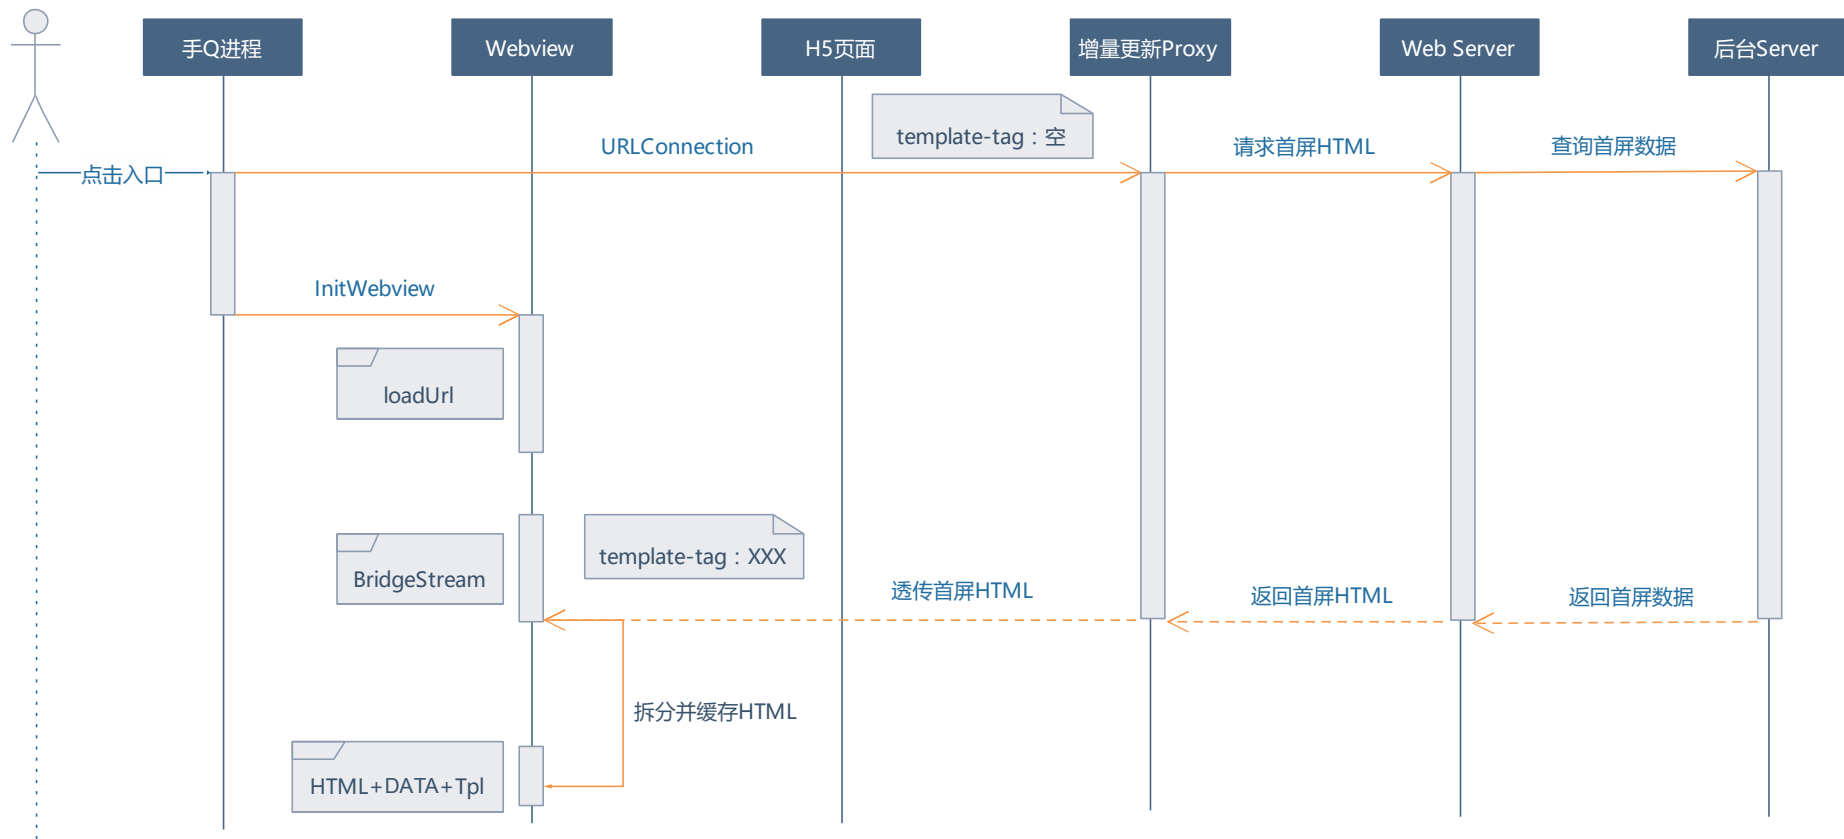 手Q进程
Webview
H5页面
增量更新Proxy
Web Server
后台Server
template-tag：空
URLConnection
请求首屏HTML
查询首屏数据
点击入口
InitWebview
loadUrl
template-tag：XXX
BridgeStream
透传首屏HTML
返回首屏HTML
返回首屏数据
拆分并缓存HTML
HTML+DATA+Tpl